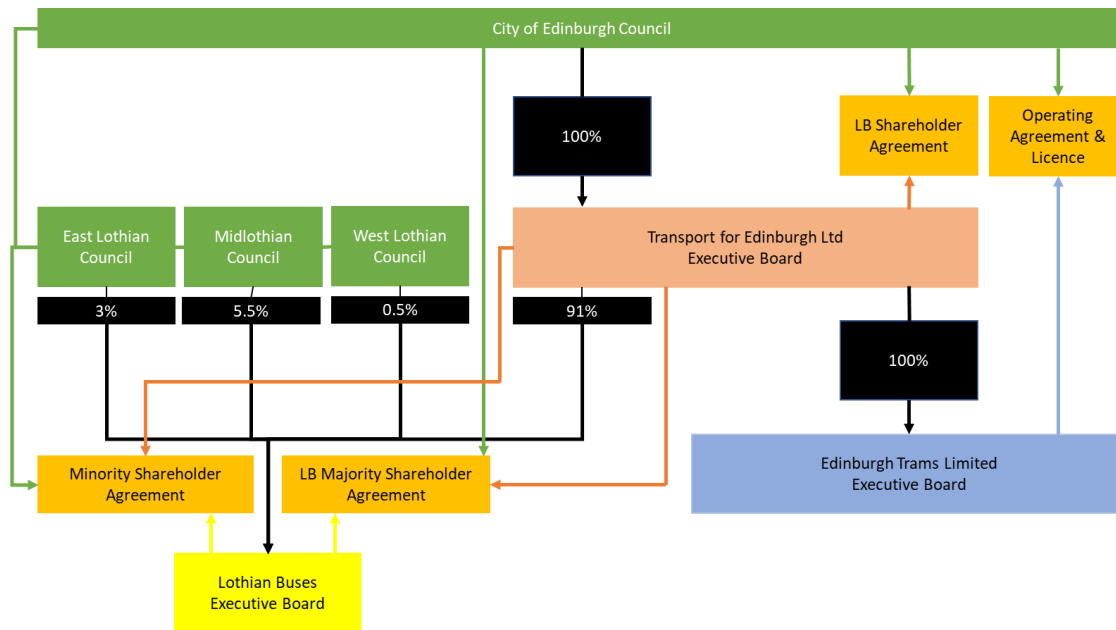 City of Edinburgh Council
100%
LB Shareholder
Agreement
Operating
Agreement &
Licence
East Lothian
Council
Midlothian
Council
West Lothian
Council
Transport for Edinburgh Ltd
Executive Board
3%
5.5%
0.5%
91%
100%
Minority Shareholder
Agreement
LB Majority Shareholder
Agreement
Edinburgh Trams Limited
Executive Board
Lothian Buses
Executive Board